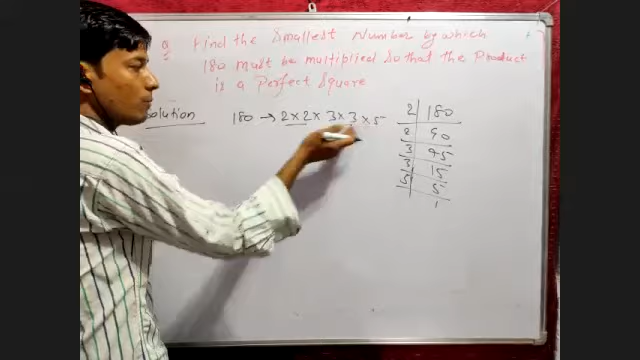 Q Find the Smallest Number by which
180 must be multiplied so that the Product
is a Perfect Square
Solution 180 → 2 × 2 × 3 × 3 × 5
2 | 180
2 | 90
3 | 45
3 | 15
5 | 5
1